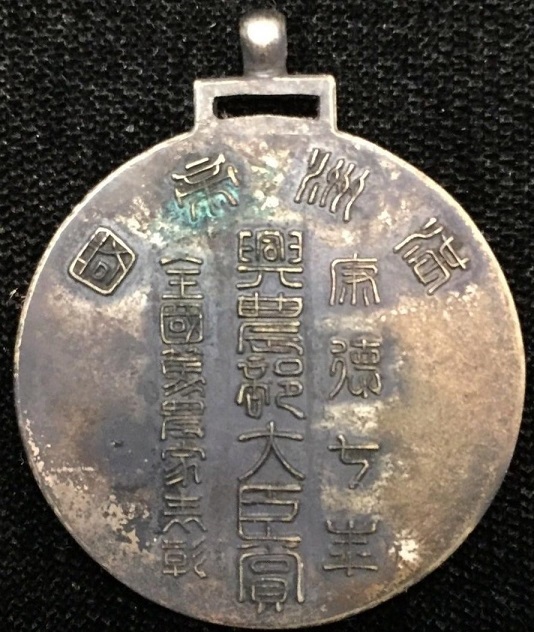 滿洲帝國
康德七年
興農部大臣賞
全國篤農家表彰